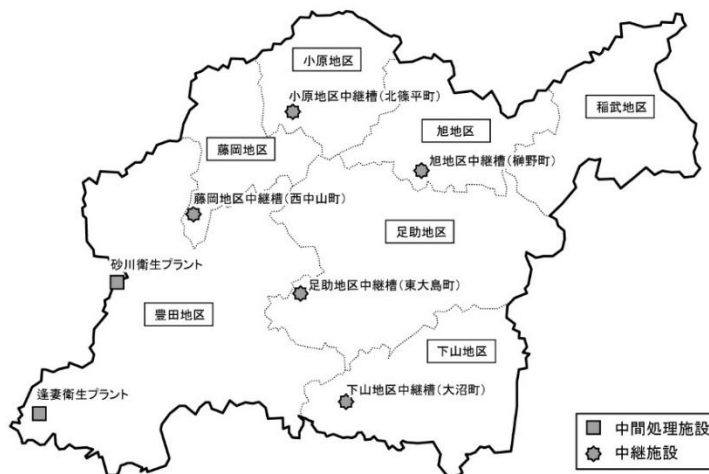 小原地区
小原地区中継槽(北篠平町)
稲武地区
旭地区
藤岡地区
旭地区中継槽(榊野町)
藤岡地区中継槽(西中山町)
足助地区
砂川衛生プラント
足助地区中継槽(東大島町)
豊田地区
下山地区
逢妻衛生プラント
下山地区中継槽(大沼町)
中間処理施設
中継施設